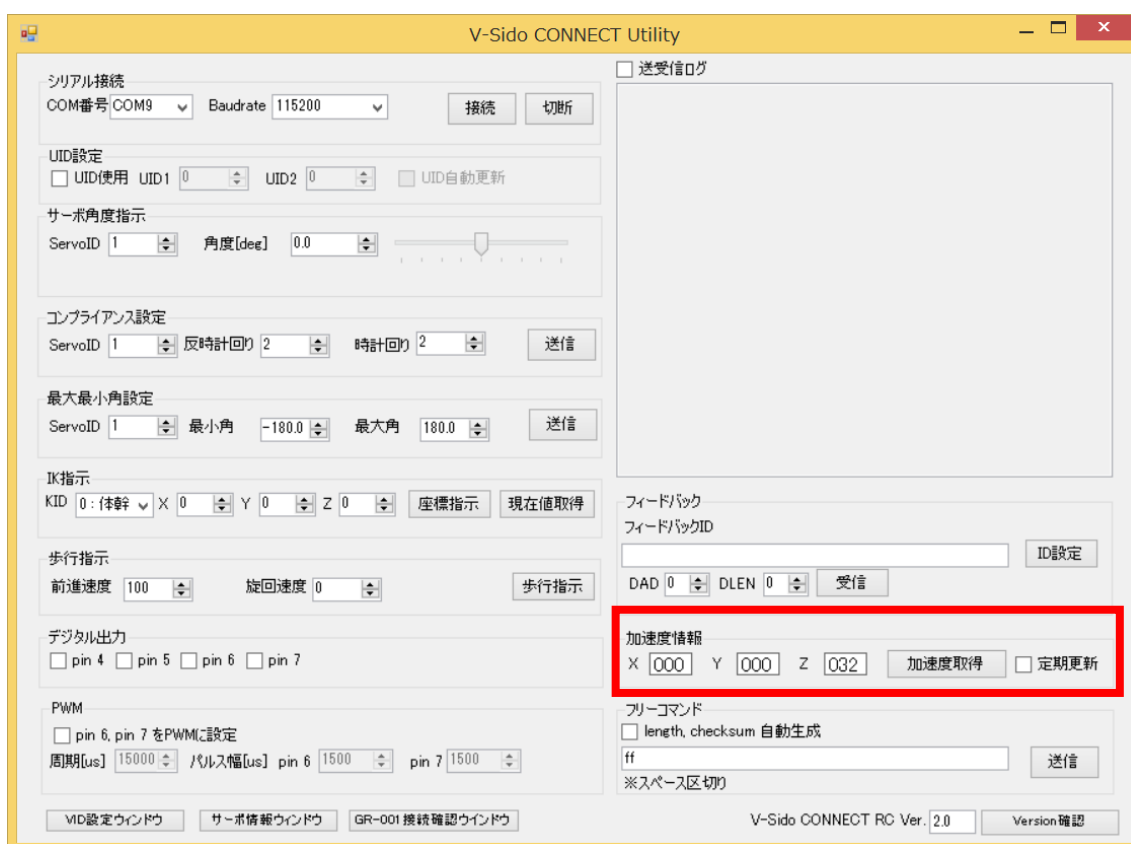 V-Sido CONNECT Utility
シリアル接続
COM番号 COM9 Baudrate 115200 接続 切断
UID設定
UID使用 UID1 0 UID2 0 UID自動更新
サーボ角度指示
ServoID 1 角度[deg] 0.0
コンプライアンス設定
ServoID 1 反時計回り 2 時計回り 2 送信
最大最小角設定
ServoID 1 最小角 -180.0 最大角 180.0 送信
IK指示
KID 0:体幹 X 0 Y 0 Z 0 座標指示 現在値取得
歩行指示
前進速度 100 旋回速度 0 歩行指示
デジタル出力
pin 4 pin 5 pin 6 pin 7
PWM
pin 6, pin 7 をPWMに設定
周期[us] 15000 パルス幅[us] pin 6 1500 pin 7 1500
VID設定ウィンドウ サーボ情報ウィンドウ GR-001 接続確認ウインドウ
送受信ログ
フィードバック
フィードバックID
ID設定
DAD 0 DLEN 0 受信
加速度情報
X 000 Y 000 Z 032 加速度取得 定期更新
フリーコマンド
length, checksum 自動生成
ff 送信
※スペース区切り
V-Sido CONNECT RC Ver. 2.0 Version確認